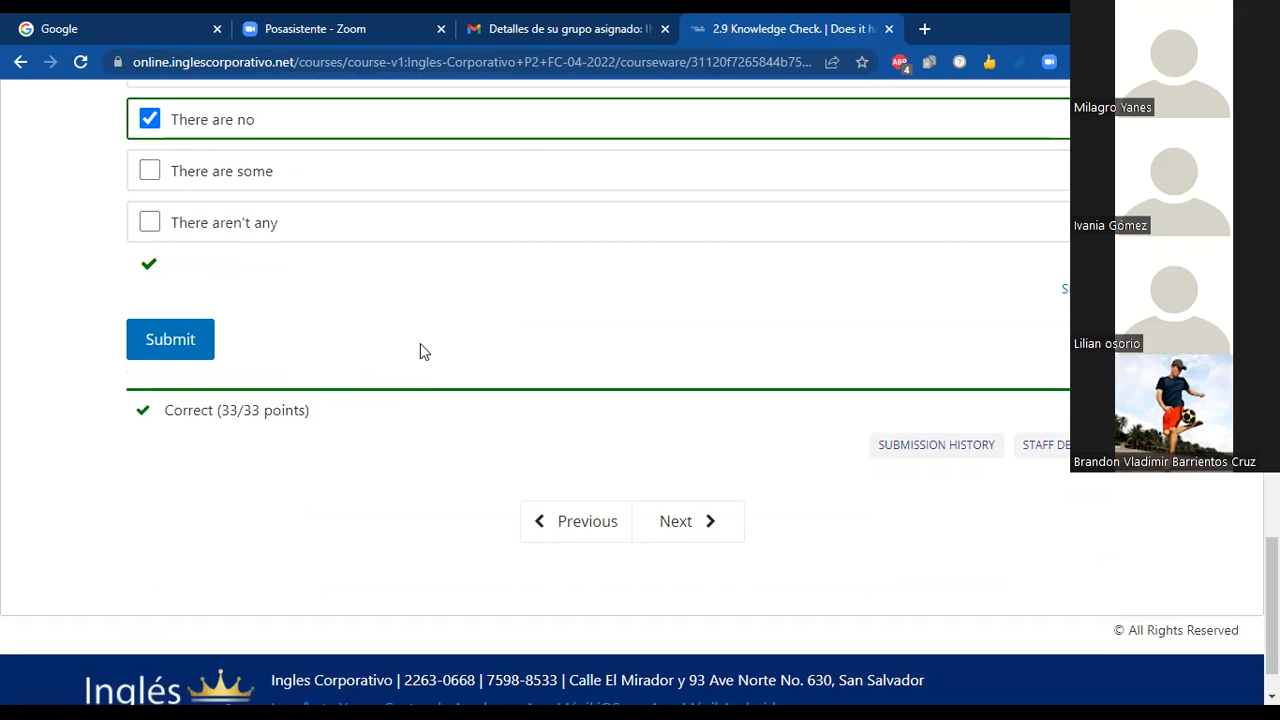 Google
Posasistente - Zoom
Detalles de su grupo asignado: I
2.9 Knowledge Check. | Does it h
online.inglescorporativo.net/courses/course-v1:Ingles-Corporativo+P2+FC-04-2022/courseware/31120f7265844b75...
ABP
4
There are no
There are some
There aren't any
S
Submit
Correct (33/33 points)
SUBMISSION HISTORY
STAFF DE
Previous
Next
© All Rights Reserved
Inglés
Ingles Corporativo | 2263-0668 | 7598-8533 | Calle El Mirador y 93 Ave Norte No. 630, San Salvador
Milagro Yanes
Ivania Gómez
Lilian osorio
Brandon Vladimir Barrientos Cruz